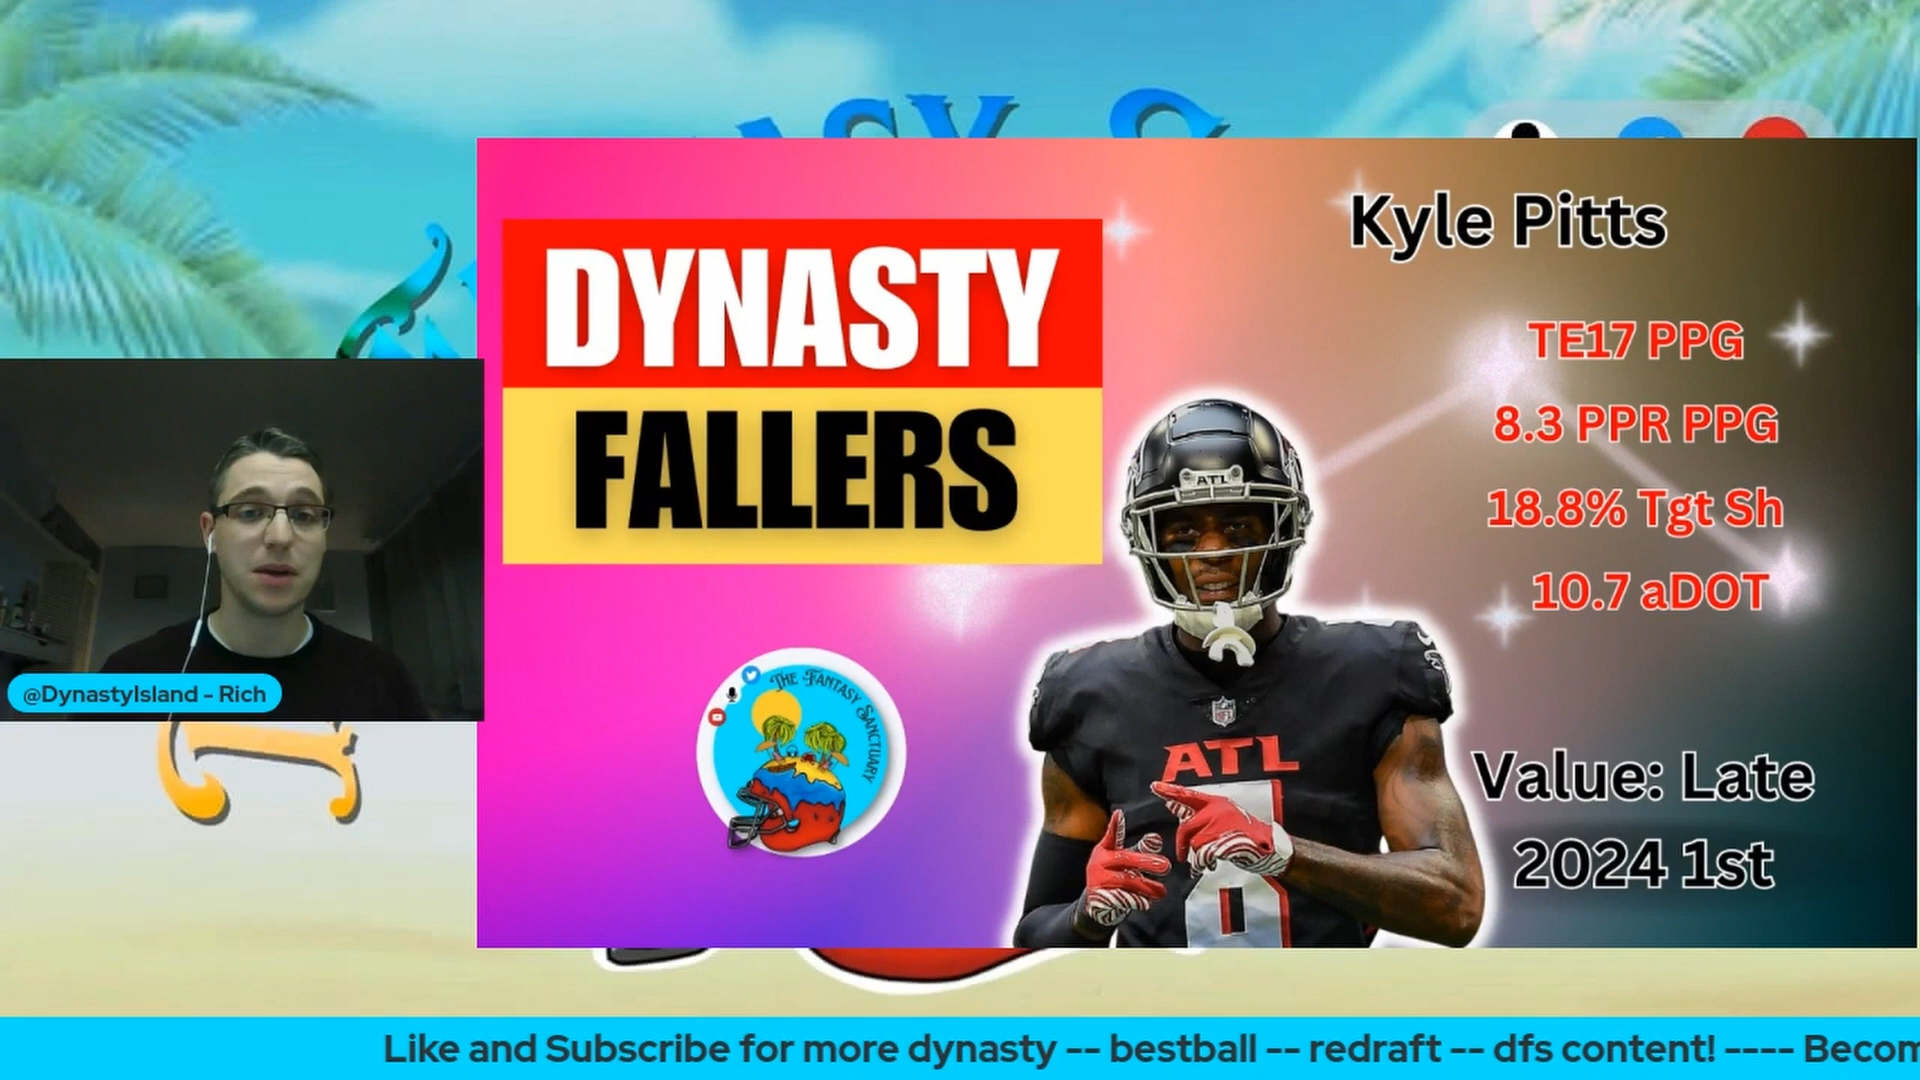 DYNASTY
FALLERS
Kyle Pitts
TE17 PPG
8.3 PPR PPG
18.8% Tgt Sh
10.7 aDOT
Value: Late
2024 1st
THE FANTASY SANCTUARY
ATL
NFL
ATL
8
@DynastyIsland - Rich
Like and Subscribe for more dynasty -- bestball -- redraft -- dfs content! ---- Becom